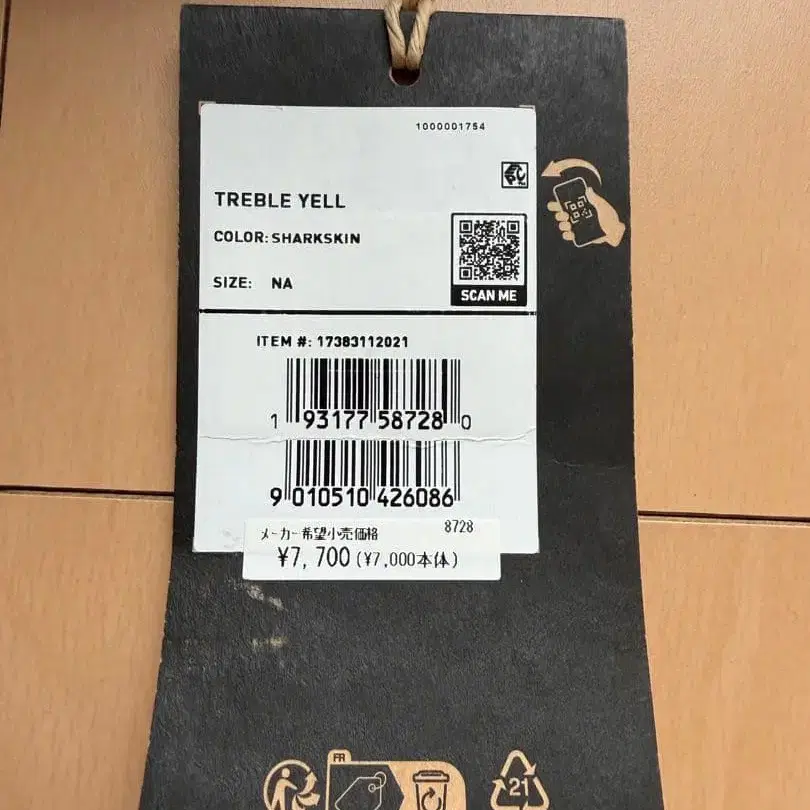 1000001754
TREBLE YELL
COLOR: SHARKSKIN
SIZE: NA
SCAN ME
ITEM #: 17383112021
1 93177 58728 0
9 010510 426086
メーカー希望小売価格 8728
¥7,700 (¥7,000本体)
FR
21